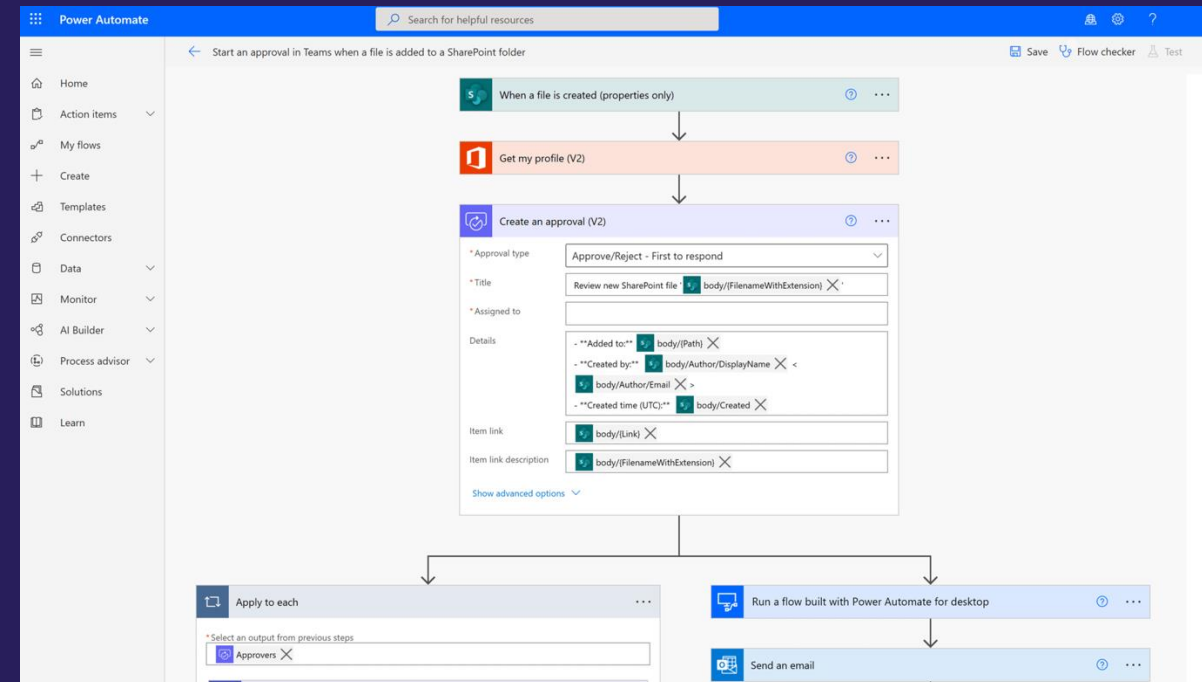 Power Automate
Search for helpful resources
?
Start an approval in Teams when a file is added to a SharePoint folder
Save
Flow checker
Test
Home
Action items
My flows
Create
Templates
Connectors
Data
Monitor
AI Builder
Process advisor
Solutions
Learn
When a file is created (properties only)
Get my profile (V2)
Create an approval (V2)
*Approval type
Approve/Reject - First to respond
*Title
Review new SharePoint file ' body/{FilenameWithExtension} '
*Assigned to
Details
- **Added to:** body/{Path}
- **Created by:** body/Author/DisplayName <
body/Author/Email >
- **Created time (UTC):** body/Created
Item link
body/{Link}
Item link description
body/{FilenameWithExtension}
Show advanced options
Apply to each
*Select an output from previous steps
Approvers
Run a flow built with Power Automate for desktop
Send an email